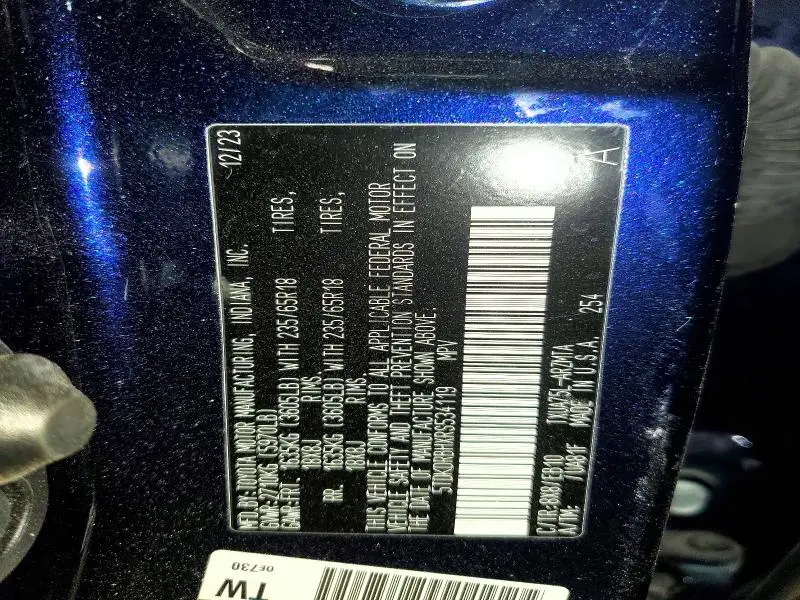 MFD.BY: TOYOTA MOTOR MANUFACTURING, INDIANA, INC. 12/23
GVWR 2710KG (5970LB)
GAWR FRT. 1635KG (3605LB) WITH 235/65R18 TIRES,
18X8J RIMS,
RR. 1635KG (3605LB) WITH 235/65R18 TIRES,
18X8J RIMS.
THIS VEHICLE CONFORMS TO ALL APPLICABLE FEDERAL MOTOR
VEHICLE SAFETY AND THEFT PREVENTION STANDARDS IN EFFECT ON
THE DATE OF MANUFACTURE SHOWN ABOVE.
MPV
A
MADE IN U.S.A. 254
TW
0E730